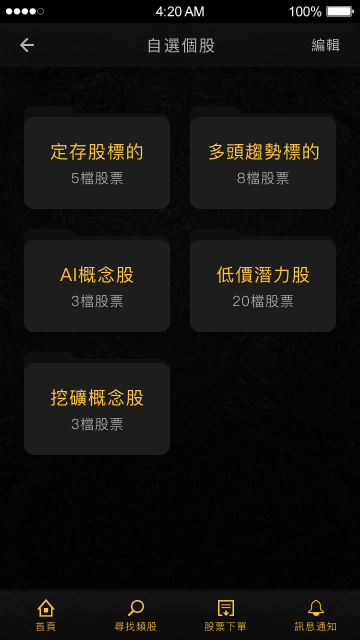 4:20 AM
100%
自選個股
編輯
定存股標的
5檔股票
多頭趨勢標的
8檔股票
AI概念股
3檔股票
低價潛力股
20檔股票
挖礦概念股
3檔股票
首頁
尋找類股
股票下單
訊息通知